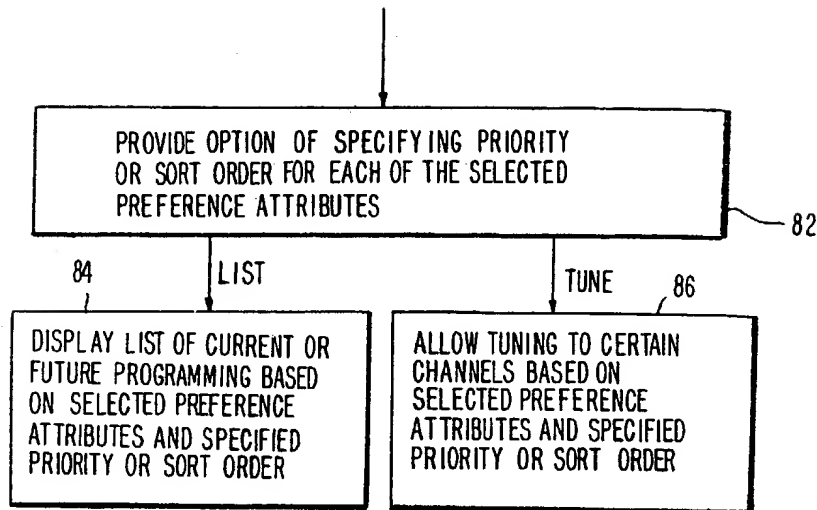 PROVIDE OPTION OF SPECIFYING PRIORITY
OR SORT ORDER FOR EACH OF THE SELECTED
PREFERENCE ATTRIBUTES
82
84
LIST
TUNE
86
DISPLAY LIST OF CURRENT OR
FUTURE PROGRAMMING BASED
ON SELECTED PREFERENCE
ATTRIBUTES AND SPECIFIED
PRIORITY OR SORT ORDER
ALLOW TUNING TO CERTAIN
CHANNELS BASED ON
SELECTED PREFERENCE
ATTRIBUTES AND SPECIFIED
PRIORITY OR SORT ORDER